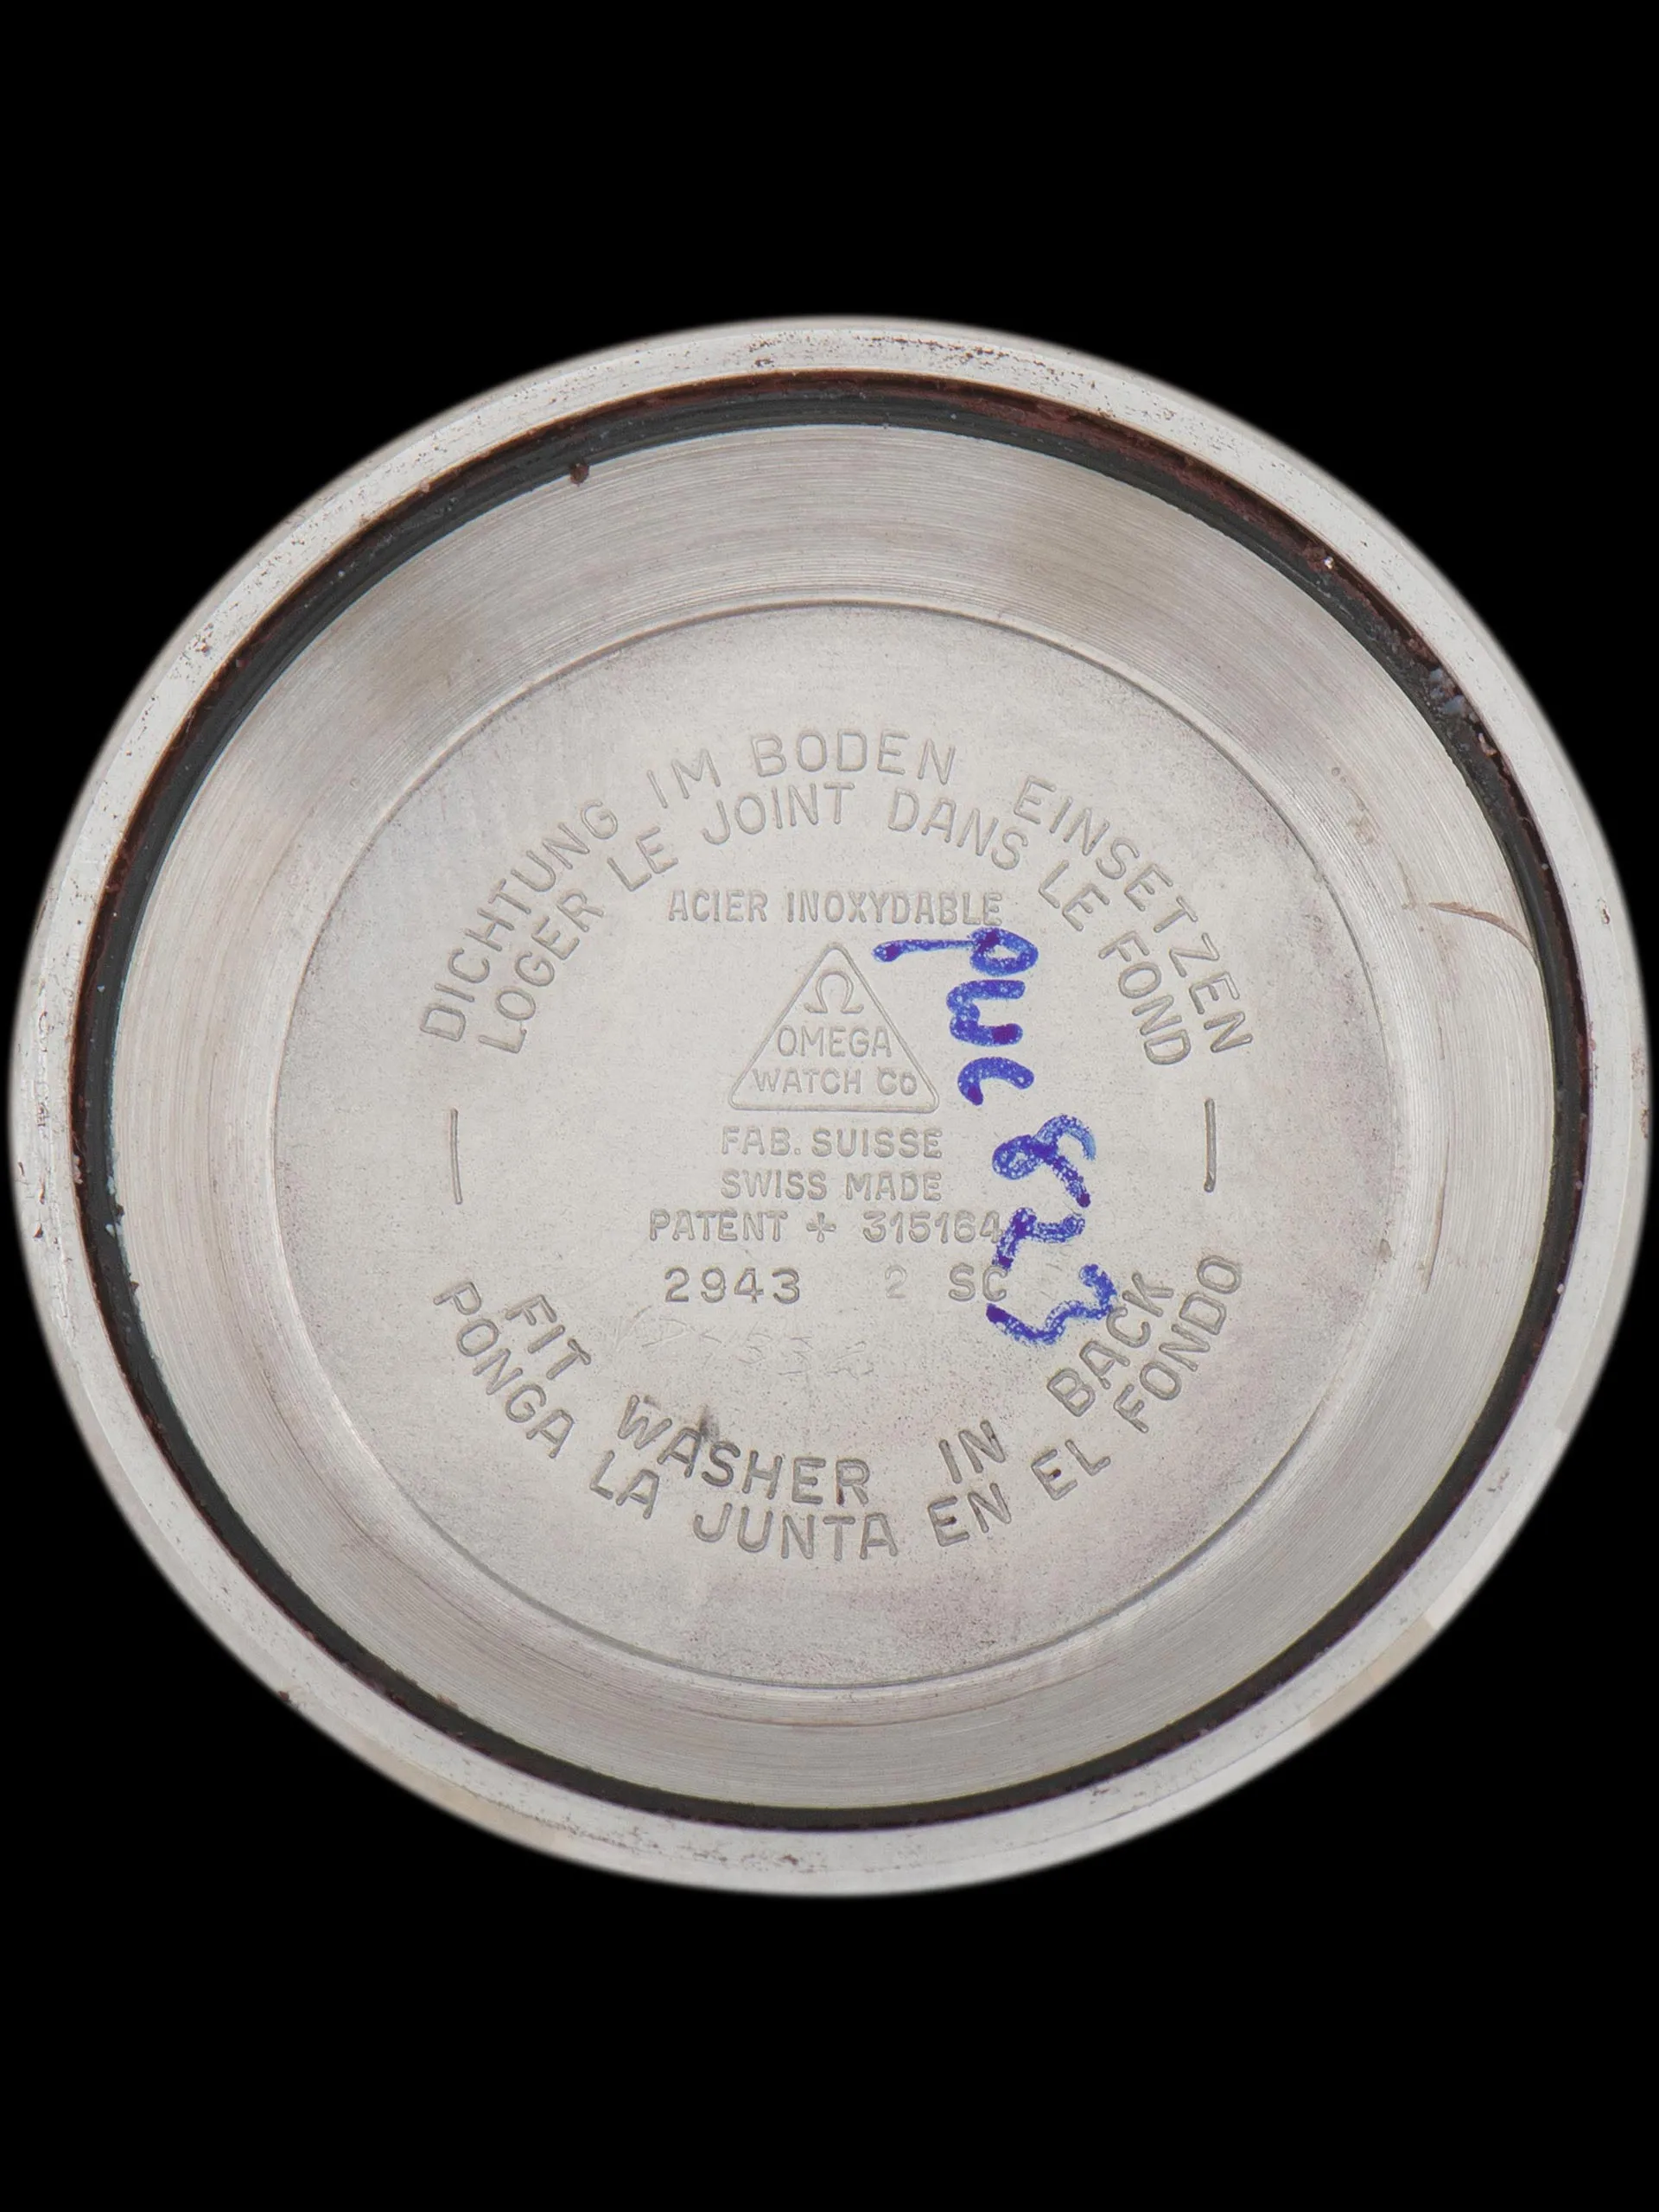 DICHTUNG IM BODEN EINSETZEN
LOGER LE JOINT DANS LE FOND
ACIER INOXYDABLE
Ω
OMEGA
WATCH Co
FAB. SUISSE
SWISS MADE
PATENT + 315164
2943 2 SC
FIT WASHER IN BACK
PONGA LA JUNTA EN EL FONDO